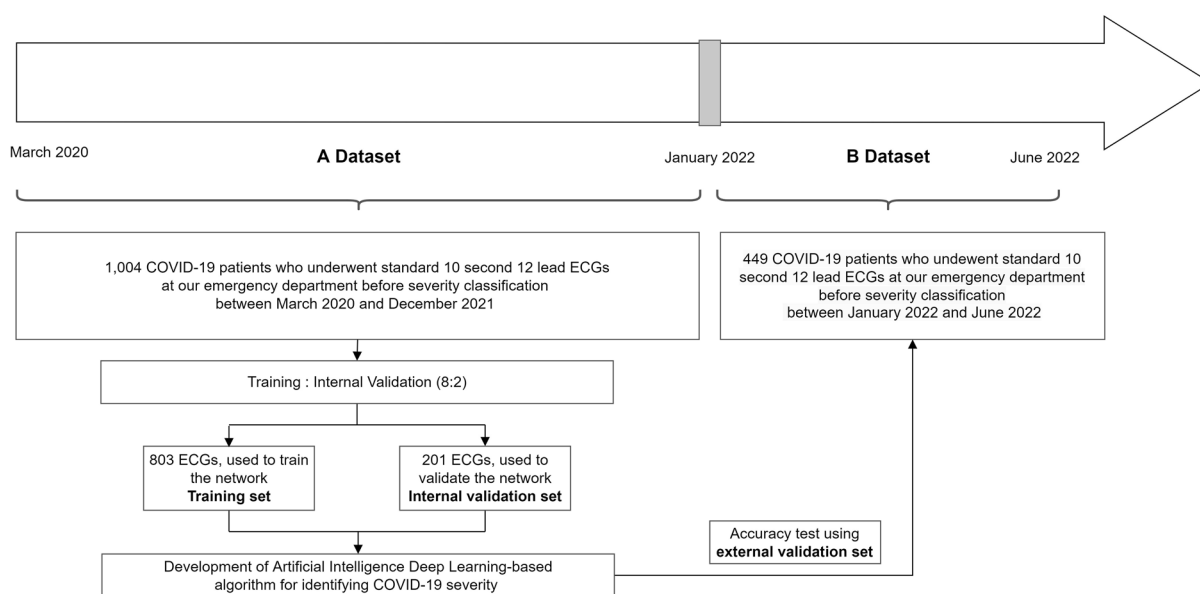 March 2020
A Dataset
January 2022
B Dataset
June 2022
1,004 COVID-19 patients who underwent standard 10 second 12 lead ECGs
at our emergency department before severity classification
between March 2020 and December 2021
449 COVID-19 patients who undewent standard 10
second 12 lead ECGs at our emergency department
before severity classification
between January 2022 and June 2022
Training : Internal Validation (8:2)
803 ECGs, used to train
the network
Training set
201 ECGs, used to
validate the network
Internal validation set
Accuracy test using
external validation set
Development of Artificial Intelligence Deep Learning-based
algorithm for identifying COVID-19 severity